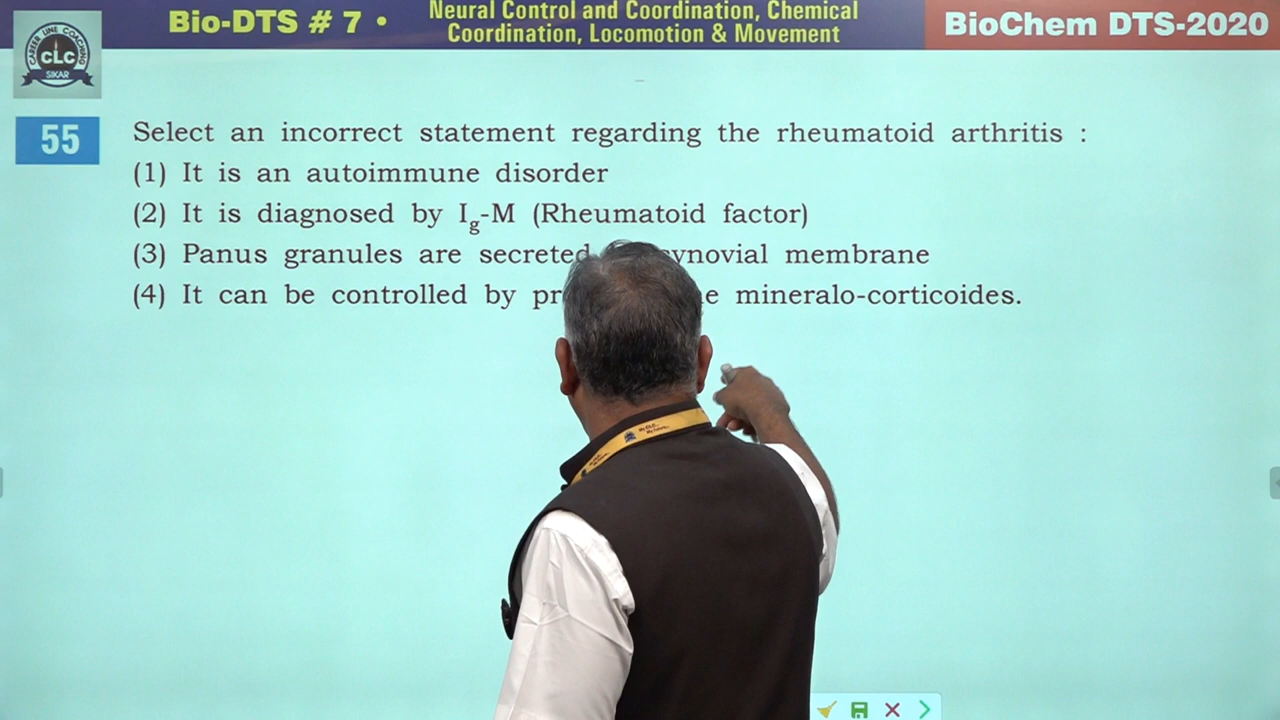 Bio-DTS # 7 •
Neural Control and Coordination, Chemical
Coordination, Locomotion & Movement
BioChem DTS-2020
CAREER LINE COACHING
CLC
SIKAR
55
Select an incorrect statement regarding the rheumatoid arthritis :
(1) It is an autoimmune disorder
(2) It is diagnosed by Ig-M (Rheumatoid factor)
(3) Panus granules are secreted synovial membrane
(4) It can be controlled by mineralo-corticoides.